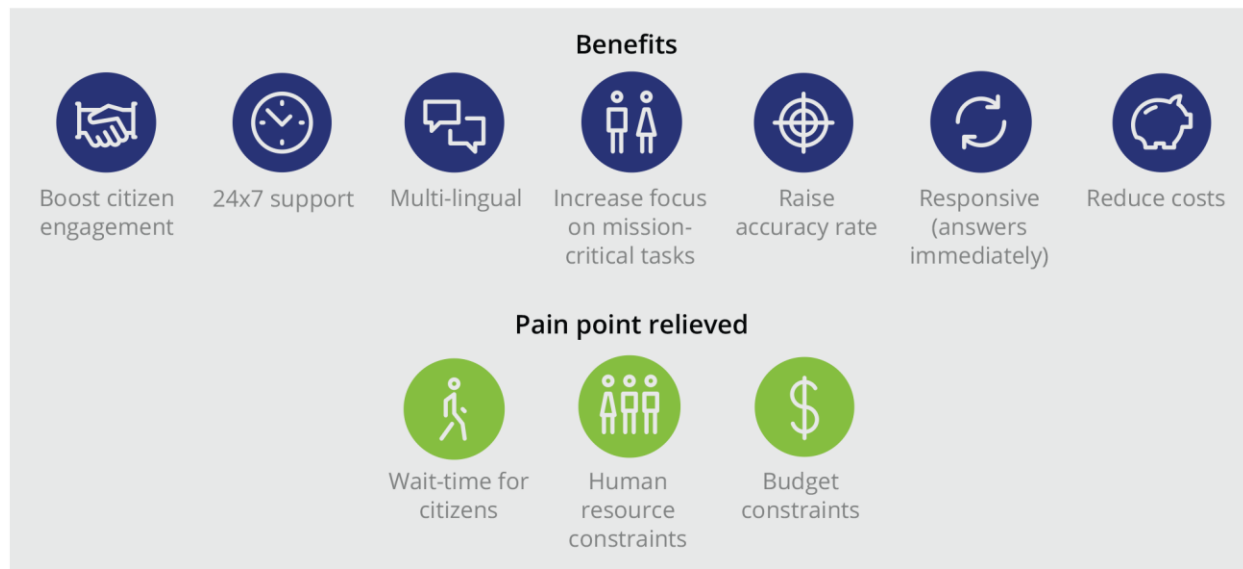 Benefits
Boost citizen
engagement
24x7 support
Multi-lingual
Increase focus
on mission-
critical tasks
Raise
accuracy rate
Responsive
(answers
immediately)
Reduce costs
Pain point relieved
Wait-time for
citizens
Human
resource
constraints
Budget
constraints